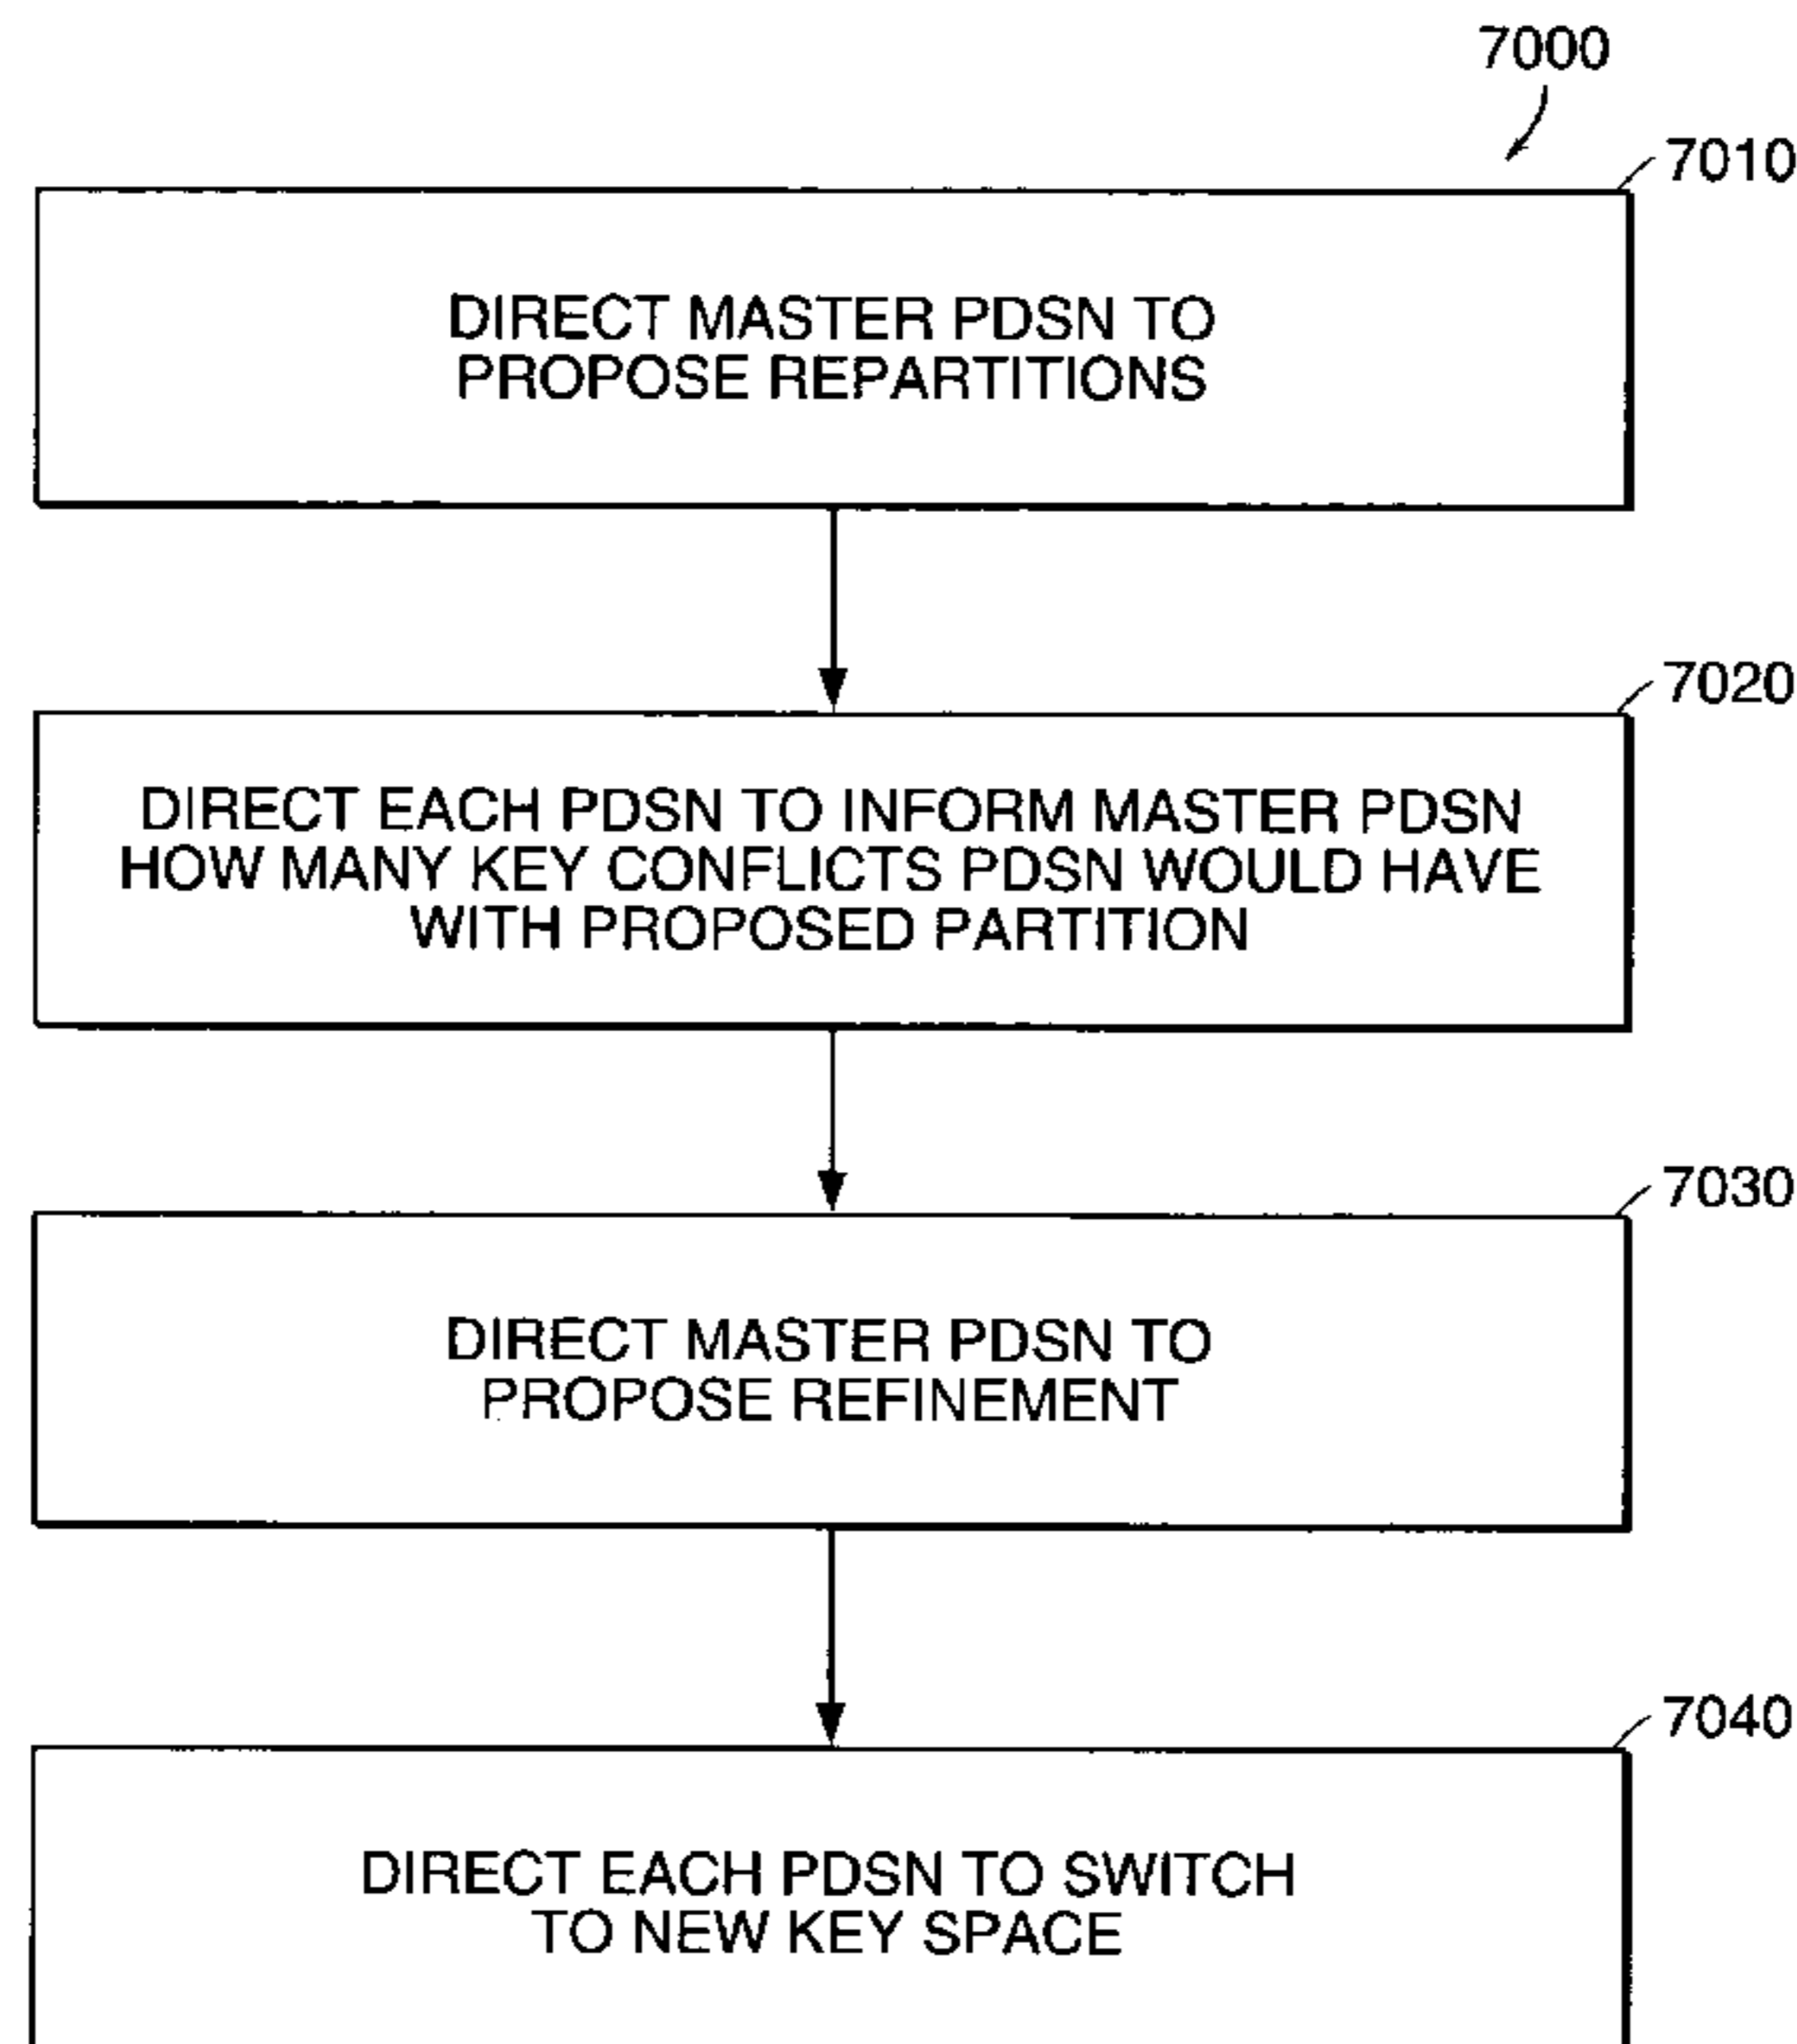 7000
7010
DIRECT MASTER PDSN TO
PROPOSE REPARTITIONS
7020
DIRECT EACH PDSN TO INFORM MASTER PDSN
HOW MANY KEY CONFLICTS PDSN WOULD HAVE
WITH PROPOSED PARTITION
7030
DIRECT MASTER PDSN TO
PROPOSE REFINEMENT
7040
DIRECT EACH PDSN TO SWITCH
TO NEW KEY SPACE